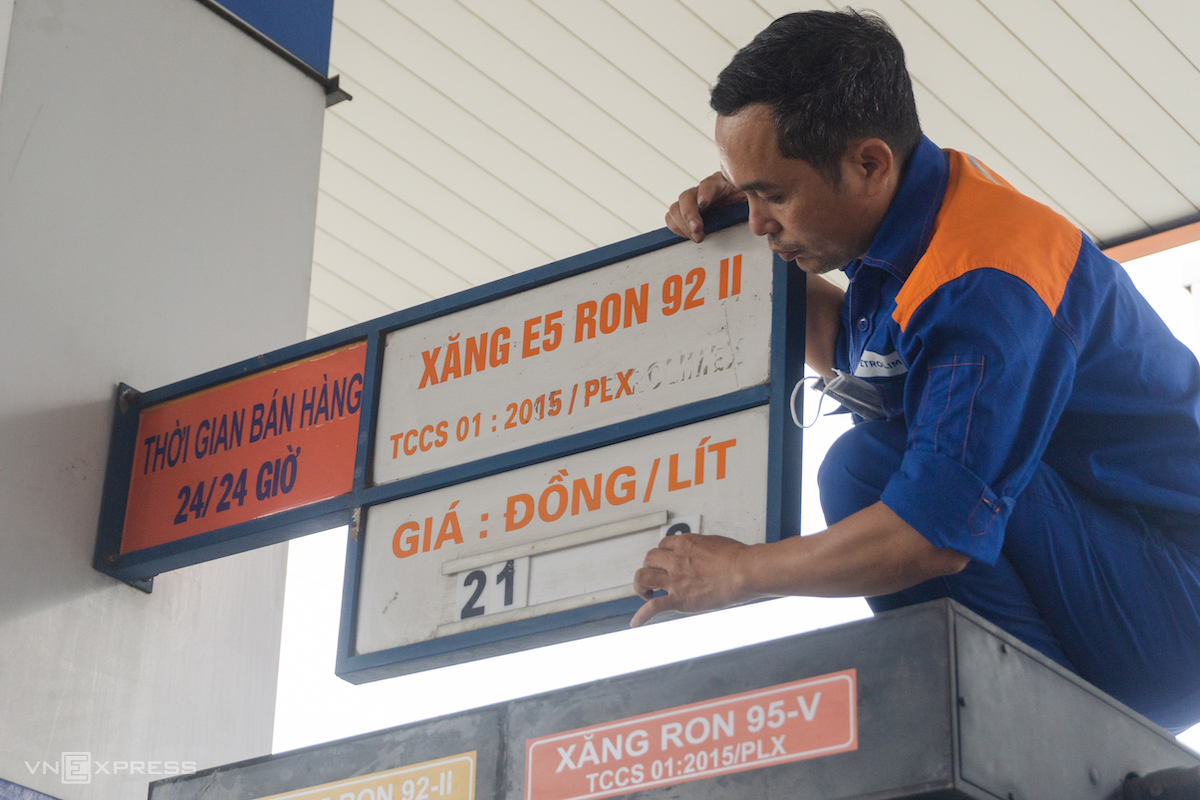 THỜI GIAN BÁN HÀNG
24/24 GIỜ
XĂNG E5 RON 92 II
TCCS 01 : 2015 / PLX
GIÁ : ĐỒNG/LÍT
21
XĂNG RON 95-V
TCCS 01:2015/PLX
RON 92-II
VNEXPRESS